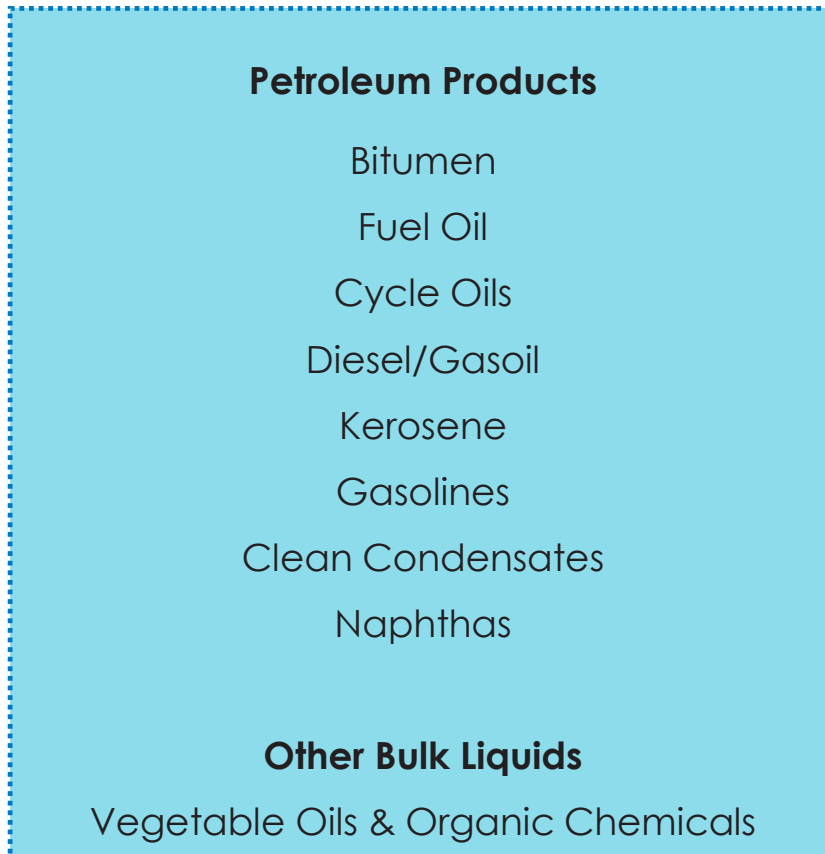 Petroleum Products
Bitumen
Fuel Oil
Cycle Oils
Diesel/Gasoil
Kerosene
Gasolines
Clean Condensates
Naphthas
Other Bulk Liquids
Vegetable Oils & Organic Chemicals